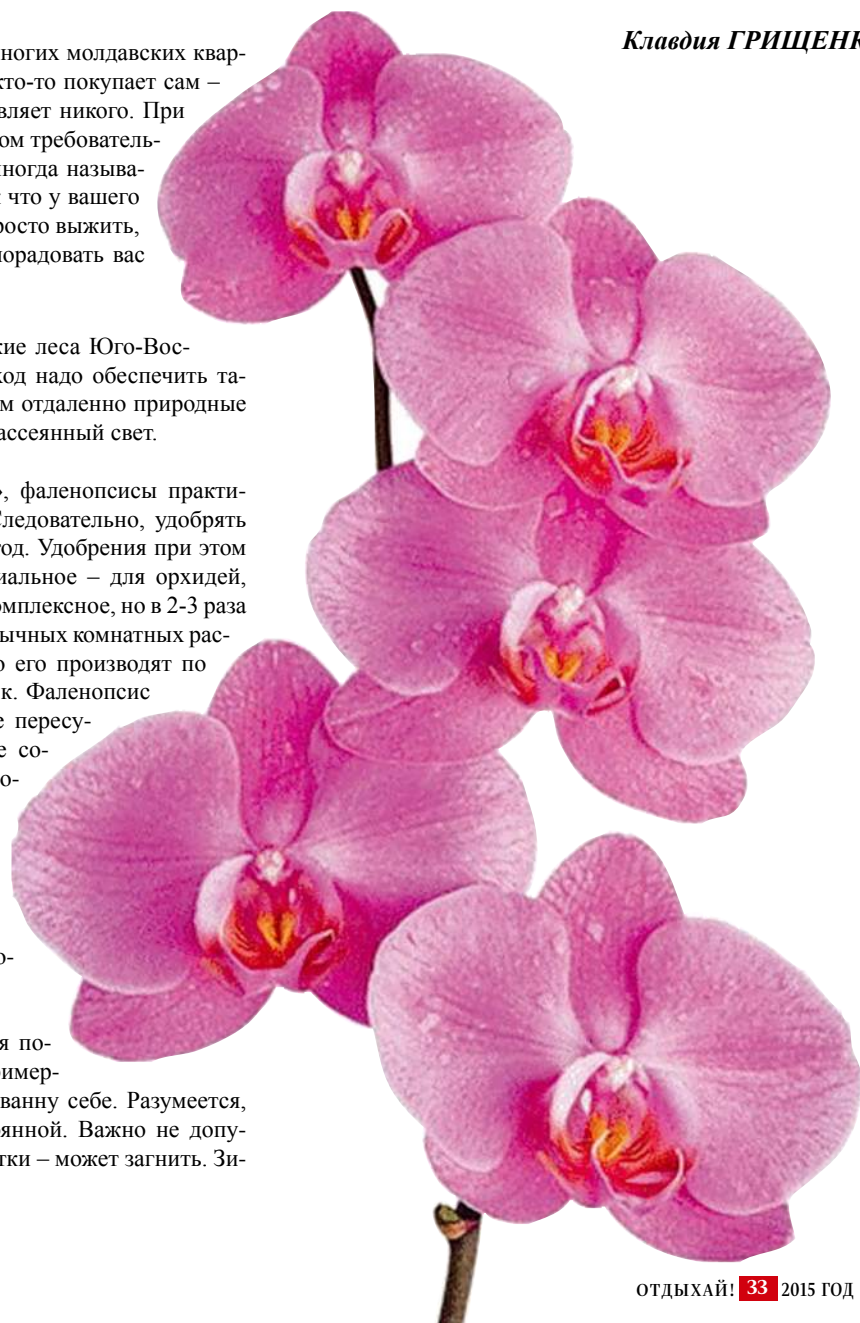 Клавдия ГРИЩЕНК
ногих молдавских квар-
кто-то покупает сам –
вляет никого. При
ом требователь-
иногда называ-
что у вашего
росто выжить,
порадовать вас
кие леса Юго-Вос-
ход надо обеспечить та-
м отдаленно природные
ассеянный свет.
», фаленопсисы практи-
Следовательно, удобрять
год. Удобрения при этом
иальное – для орхидей,
омплексное, но в 2-3 раза
ычных комнатных рас-
о его производят по
к. Фаленопсис
е пересу-
е со-
о-
о-
я по-
ример-
ванну себе. Разумеется,
янной. Важно не допу-
тки – может загнить. Зи-
ОТДЫХАЙ! 33 2015 ГОД